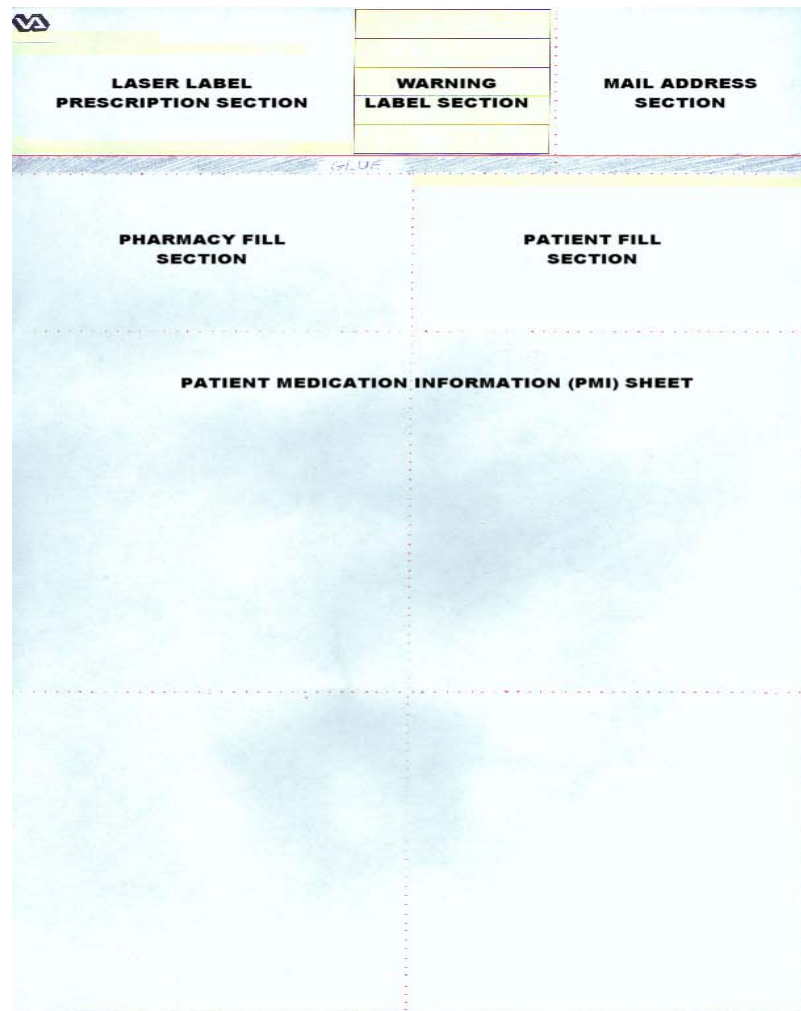 VA
LASER LABEL
PRESCRIPTION SECTION
WARNING
LABEL SECTION
MAIL ADDRESS
SECTION
GLUE
PHARMACY FILL
SECTION
PATIENT FILL
SECTION
PATIENT MEDICATION INFORMATION (PMI) SHEET